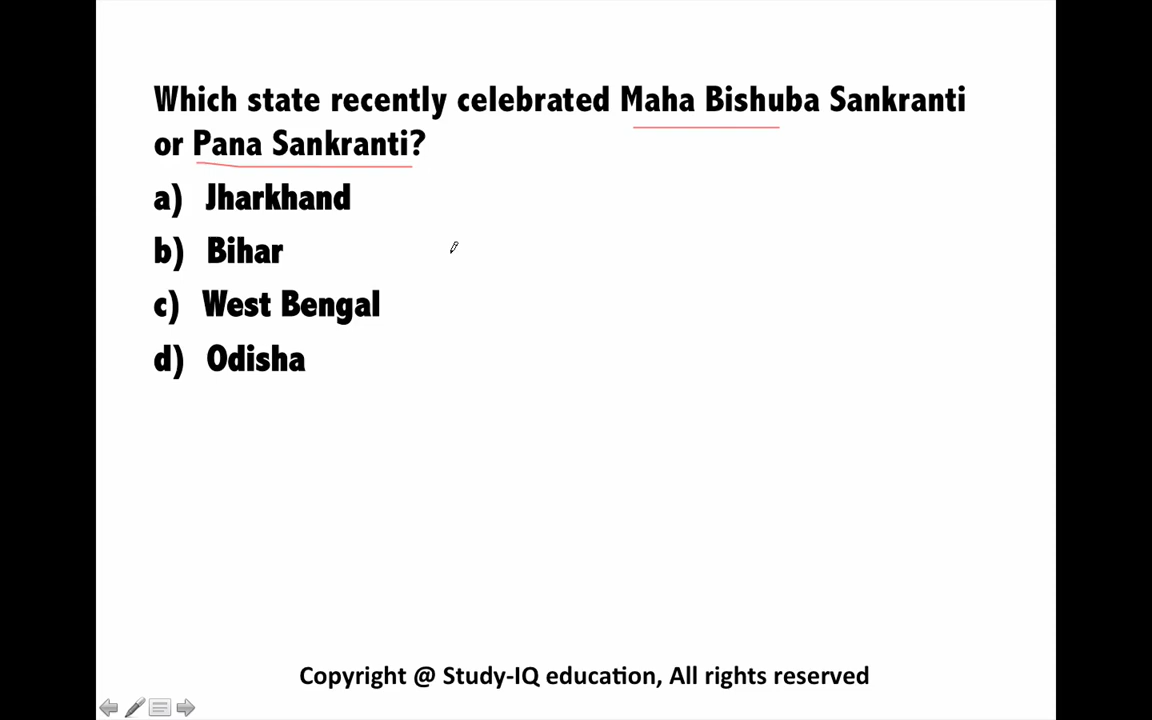 Which state recently celebrated Maha Bishuba Sankranti
or Pana Sankranti?
a) Jharkhand
b) Bihar
c) West Bengal
d) Odisha
Copyright @ Study-IQ education, All rights reserved